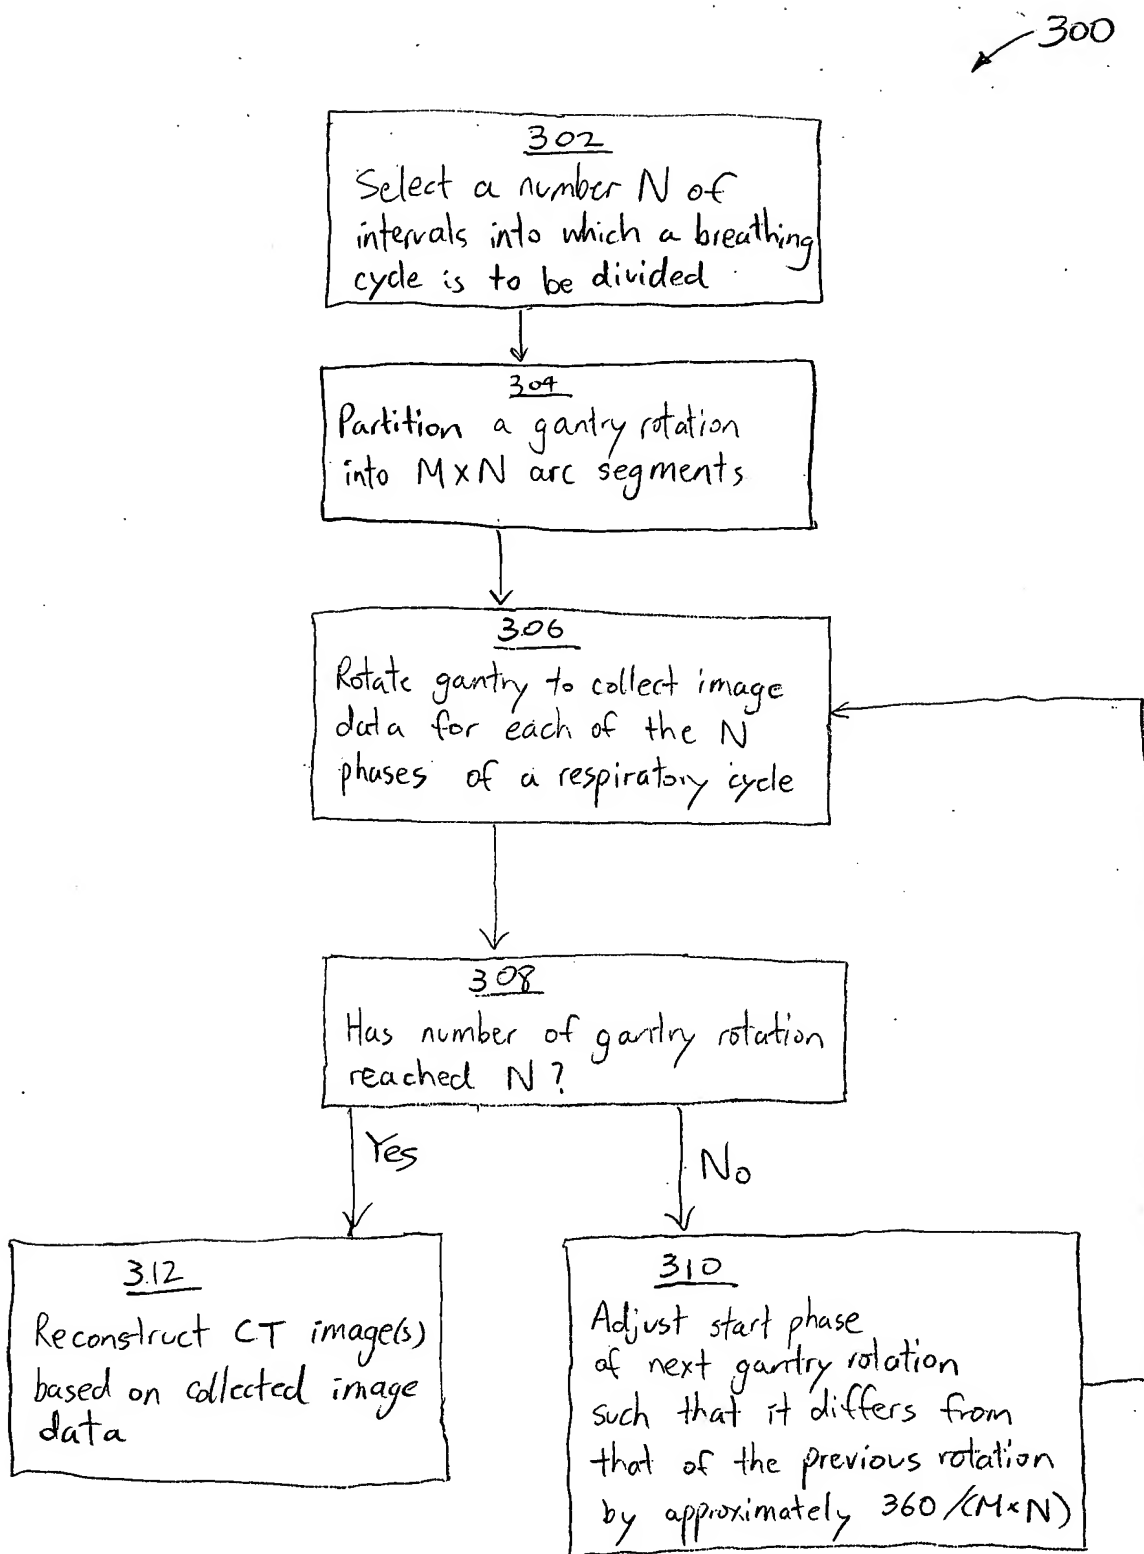 300
302
Select a number N of
intervals into which a breathing
cycle is to be divided
304
Partition a gantry rotation
into M x N arc segments
306
Rotate gantry to collect image
data for each of the N
phases of a respiratory cycle
308
Has number of gantry rotation
reached N?
Yes
No
312
Reconstruct CT image(s)
based on collected image
data
310
Adjust start phase
of next gantry rotation
such that it differs from
that of the previous rotation
by approximately 360/(M×N)